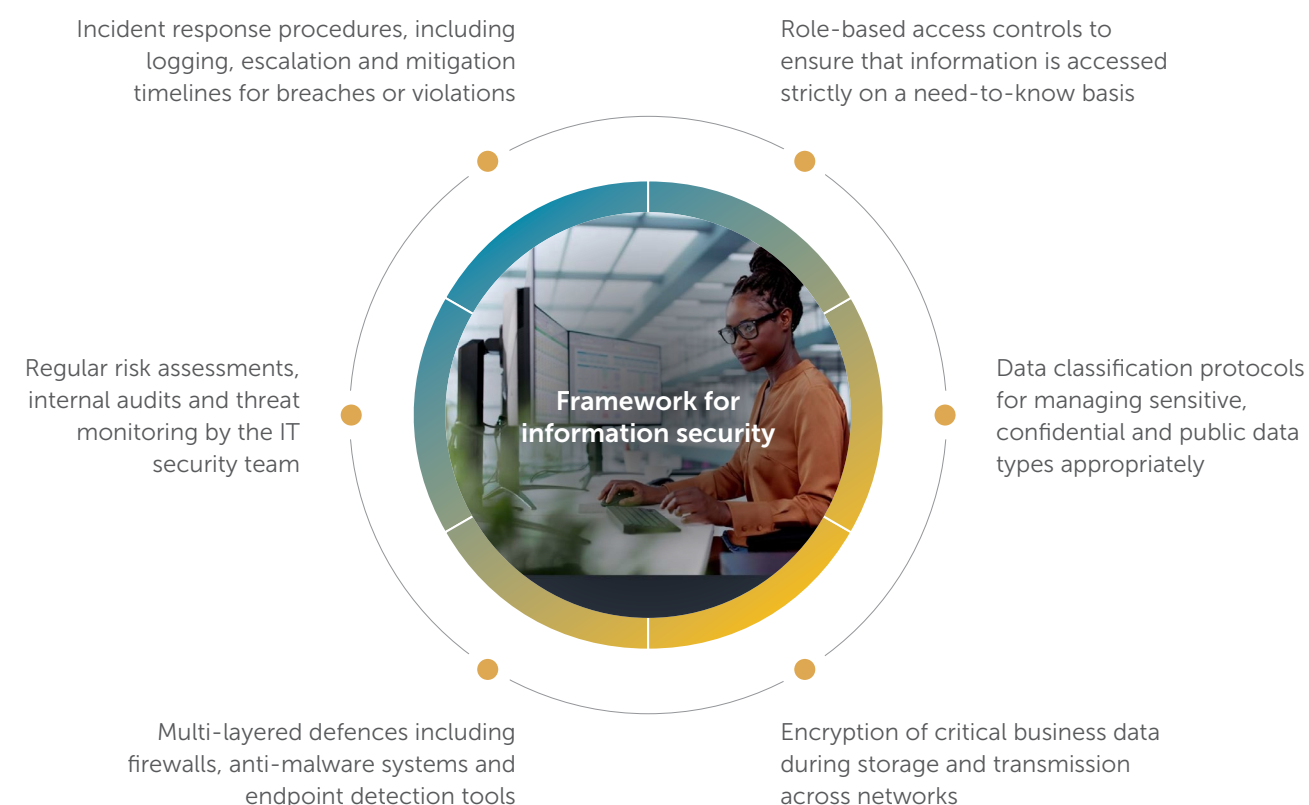 Incident response procedures, including
logging, escalation and mitigation
timelines for breaches or violations
Role-based access controls to
ensure that information is accessed
strictly on a need-to-know basis
Regular risk assessments,
internal audits and threat
monitoring by the IT
security team
Framework for
information security
Data classification protocols
for managing sensitive,
confidential and public data
types appropriately
Multi-layered defences including
firewalls, anti-malware systems and
endpoint detection tools
Encryption of critical business data
during storage and transmission
across networks